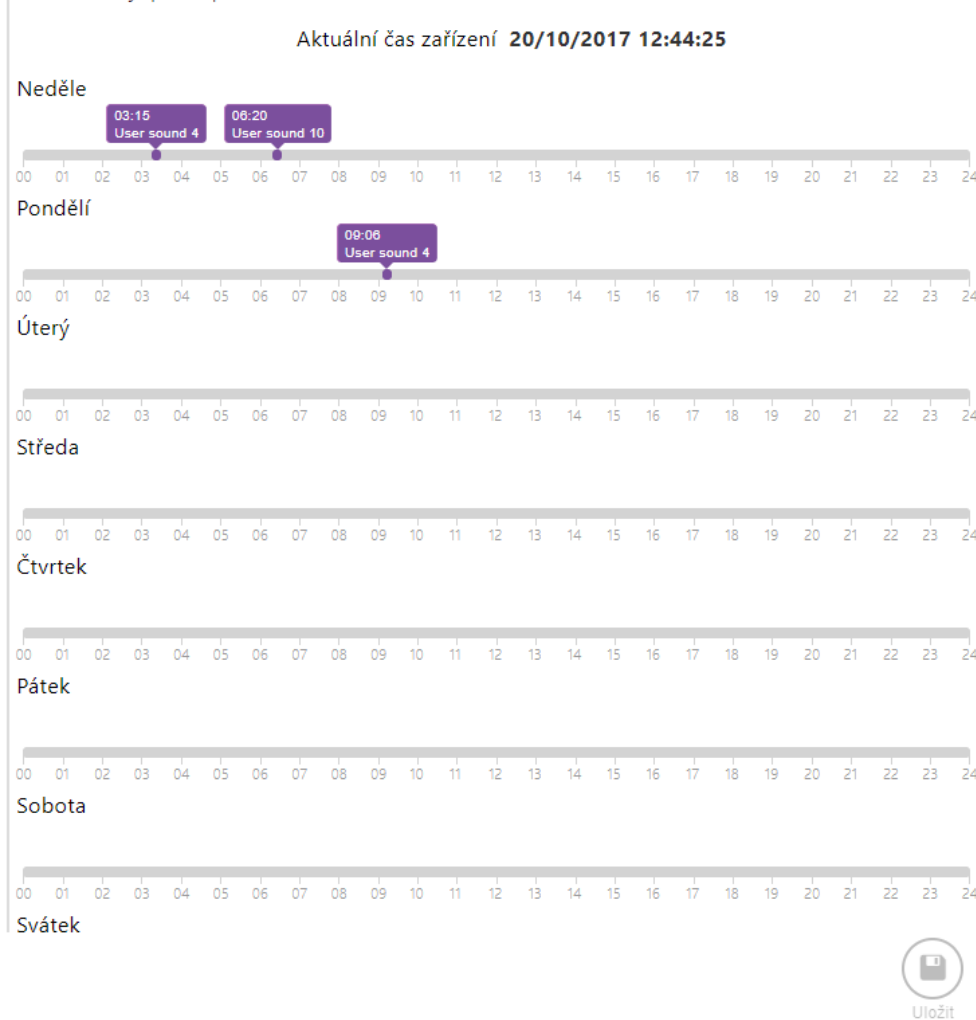 Aktuální čas zařízení 20/10/2017 12:44:25
Neděle
03:15
User sound 4
06:20
User sound 10
00 01 02 03 04 05 06 07 08 09 10 11 12 13 14 15 16 17 18 19 20 21 22 23 24
Pondělí
09:06
User sound 4
00 01 02 03 04 05 06 07 08 09 10 11 12 13 14 15 16 17 18 19 20 21 22 23 24
Úterý
00 01 02 03 04 05 06 07 08 09 10 11 12 13 14 15 16 17 18 19 20 21 22 23 24
Středa
00 01 02 03 04 05 06 07 08 09 10 11 12 13 14 15 16 17 18 19 20 21 22 23 24
Čtvrtek
00 01 02 03 04 05 06 07 08 09 10 11 12 13 14 15 16 17 18 19 20 21 22 23 24
Pátek
00 01 02 03 04 05 06 07 08 09 10 11 12 13 14 15 16 17 18 19 20 21 22 23 24
Sobota
00 01 02 03 04 05 06 07 08 09 10 11 12 13 14 15 16 17 18 19 20 21 22 23 24
Svátek
Uložit